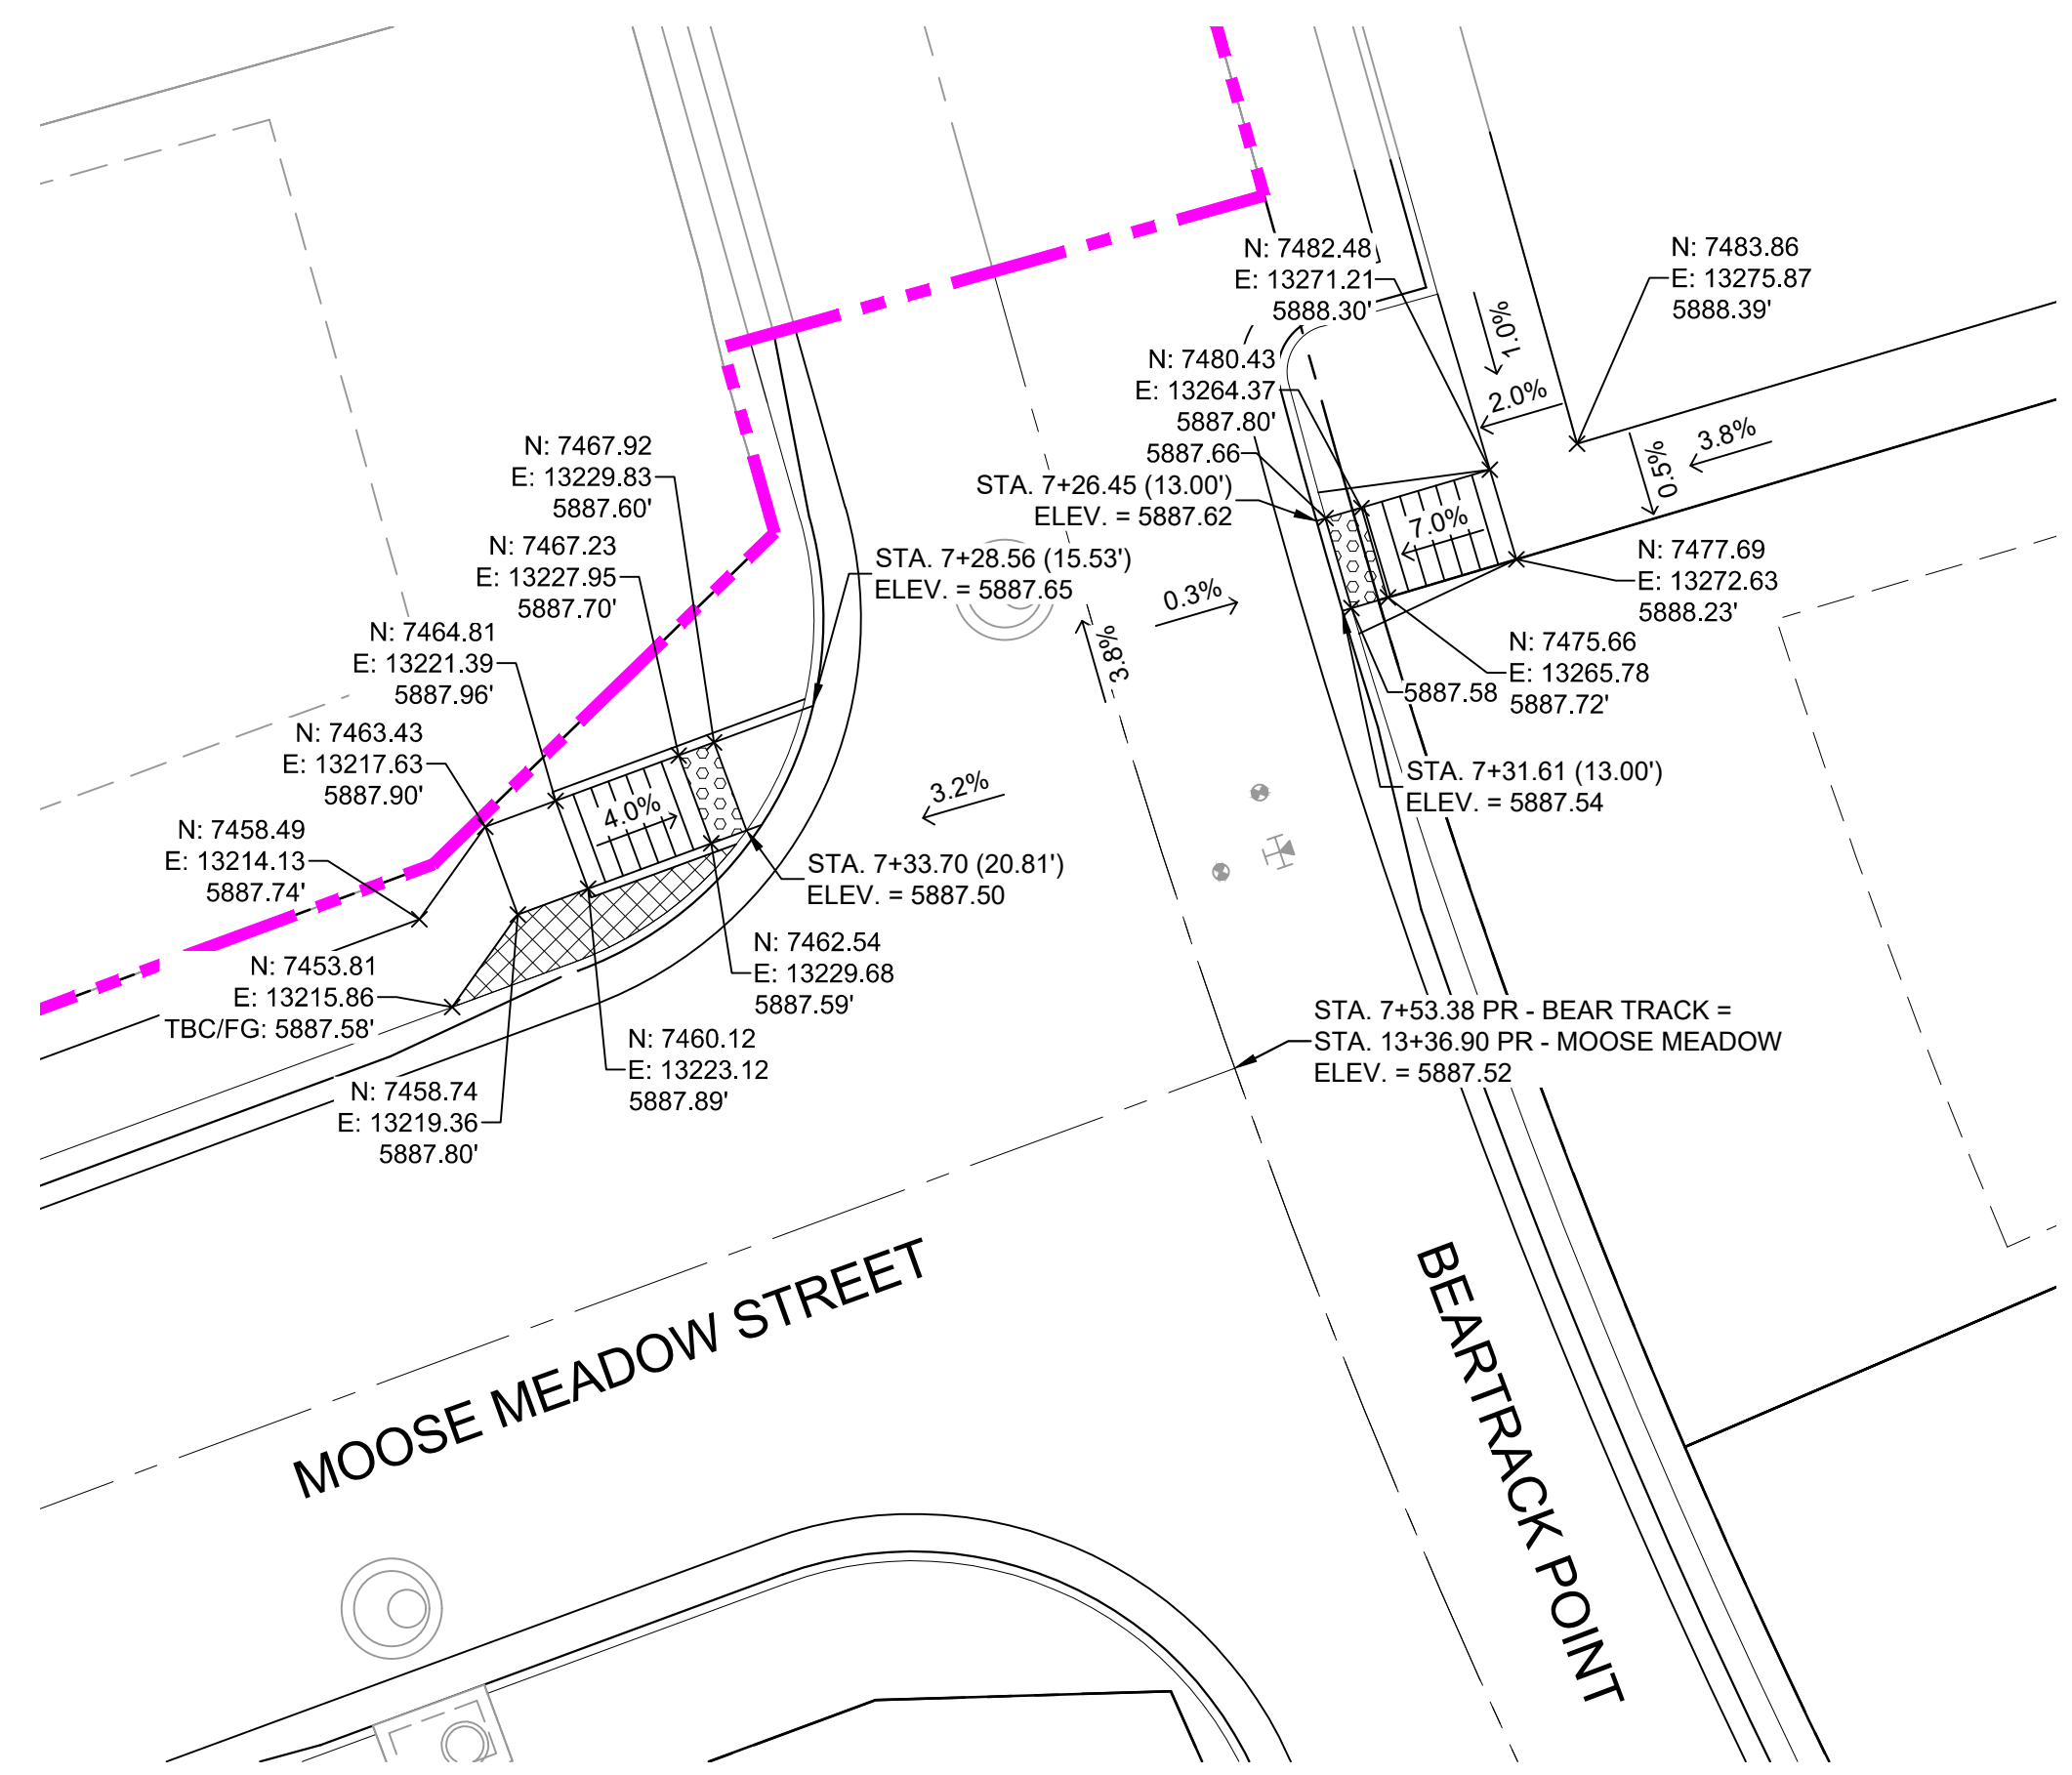 N: 7482.48
E: 13271.21
5888.30'
N: 7483.86
E: 13275.87
5888.39'
1.0%
2.0%
N: 7480.43
E: 13264.37
5887.80'
5887.66
STA. 7+26.45 (13.00')
ELEV. = 5887.62
3.8%
0.5%
7.0%
N: 7467.92
E: 13229.83
5887.60'
N: 7467.23
E: 13227.95
5887.70'
STA. 7+28.56 (15.53')
ELEV. = 5887.65
0.3%
N: 7477.69
E: 13272.63
5888.23'
N: 7464.81
E: 13221.39
5887.96'
3.8%
N: 7475.66
E: 13265.78
5887.72'
5887.58
N: 7463.43
E: 13217.63
5887.90'
4.0%
3.2%
STA. 7+31.61 (13.00')
ELEV. = 5887.54
N: 7458.49
E: 13214.13
5887.74'
STA. 7+33.70 (20.81')
ELEV. = 5887.50
N: 7453.81
E: 13215.86
TBC/FG: 5887.58'
N: 7462.54
E: 13229.68
5887.59'
N: 7460.12
E: 13223.12
5887.89'
STA. 7+53.38 PR - BEAR TRACK =
STA. 13+36.90 PR - MOOSE MEADOW
ELEV. = 5887.52
N: 7458.74
E: 13219.36
5887.80'
MOOSE MEADOW STREET
BEARTRACK POINT